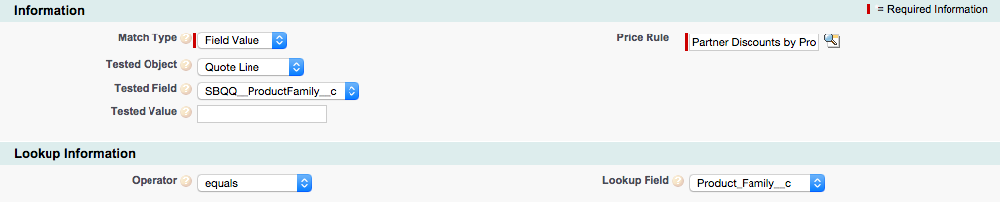 Information
= Required Information
Match Type ? Field Value
Price Rule Partner Discounts by Pro
Tested Object ? Quote Line
Tested Field ? SBQQ__ProductFamily__c
Tested Value ?
Lookup Information
Operator ? equals
Lookup Field ? Product_Family__c